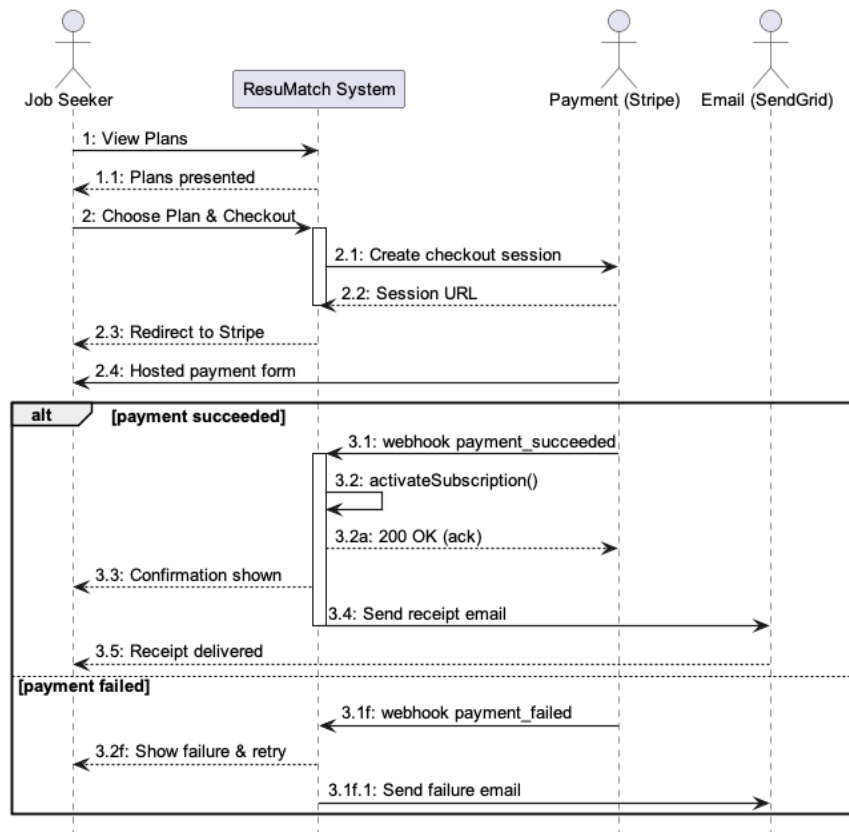 Job Seeker
ResuMatch System
Payment (Stripe)
Email (SendGrid)
1: View Plans
1.1: Plans presented
2: Choose Plan & Checkout
2.1: Create checkout session
2.2: Session URL
2.3: Redirect to Stripe
2.4: Hosted payment form
alt
[payment succeeded]
3.1: webhook payment_succeeded
3.2: activateSubscription()
3.2a: 200 OK (ack)
3.3: Confirmation shown
3.4: Send receipt email
3.5: Receipt delivered
[payment failed]
3.1f: webhook payment_failed
3.2f: Show failure & retry
3.1f.1: Send failure email